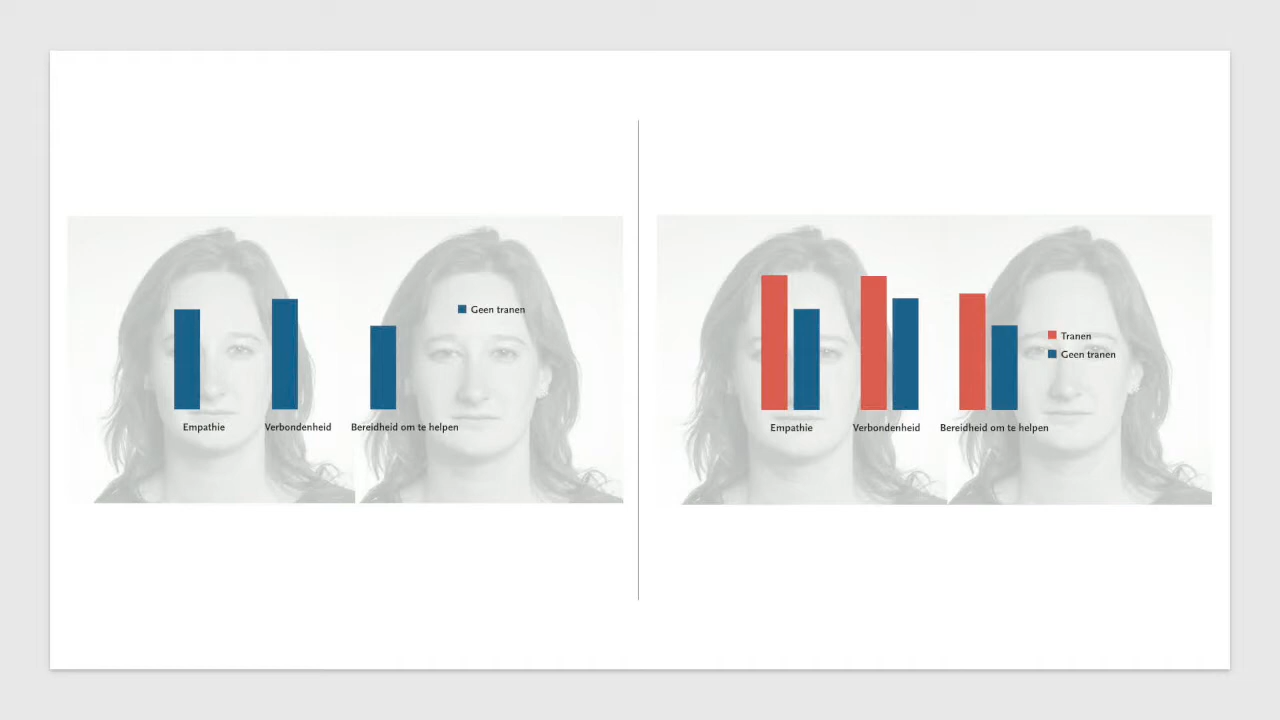 Geen tranen
Empathie
Verbondenheid
Bereidheid om te helpen
Tranen
Geen tranen
Empathie
Verbondenheid
Bereidheid om te helpen